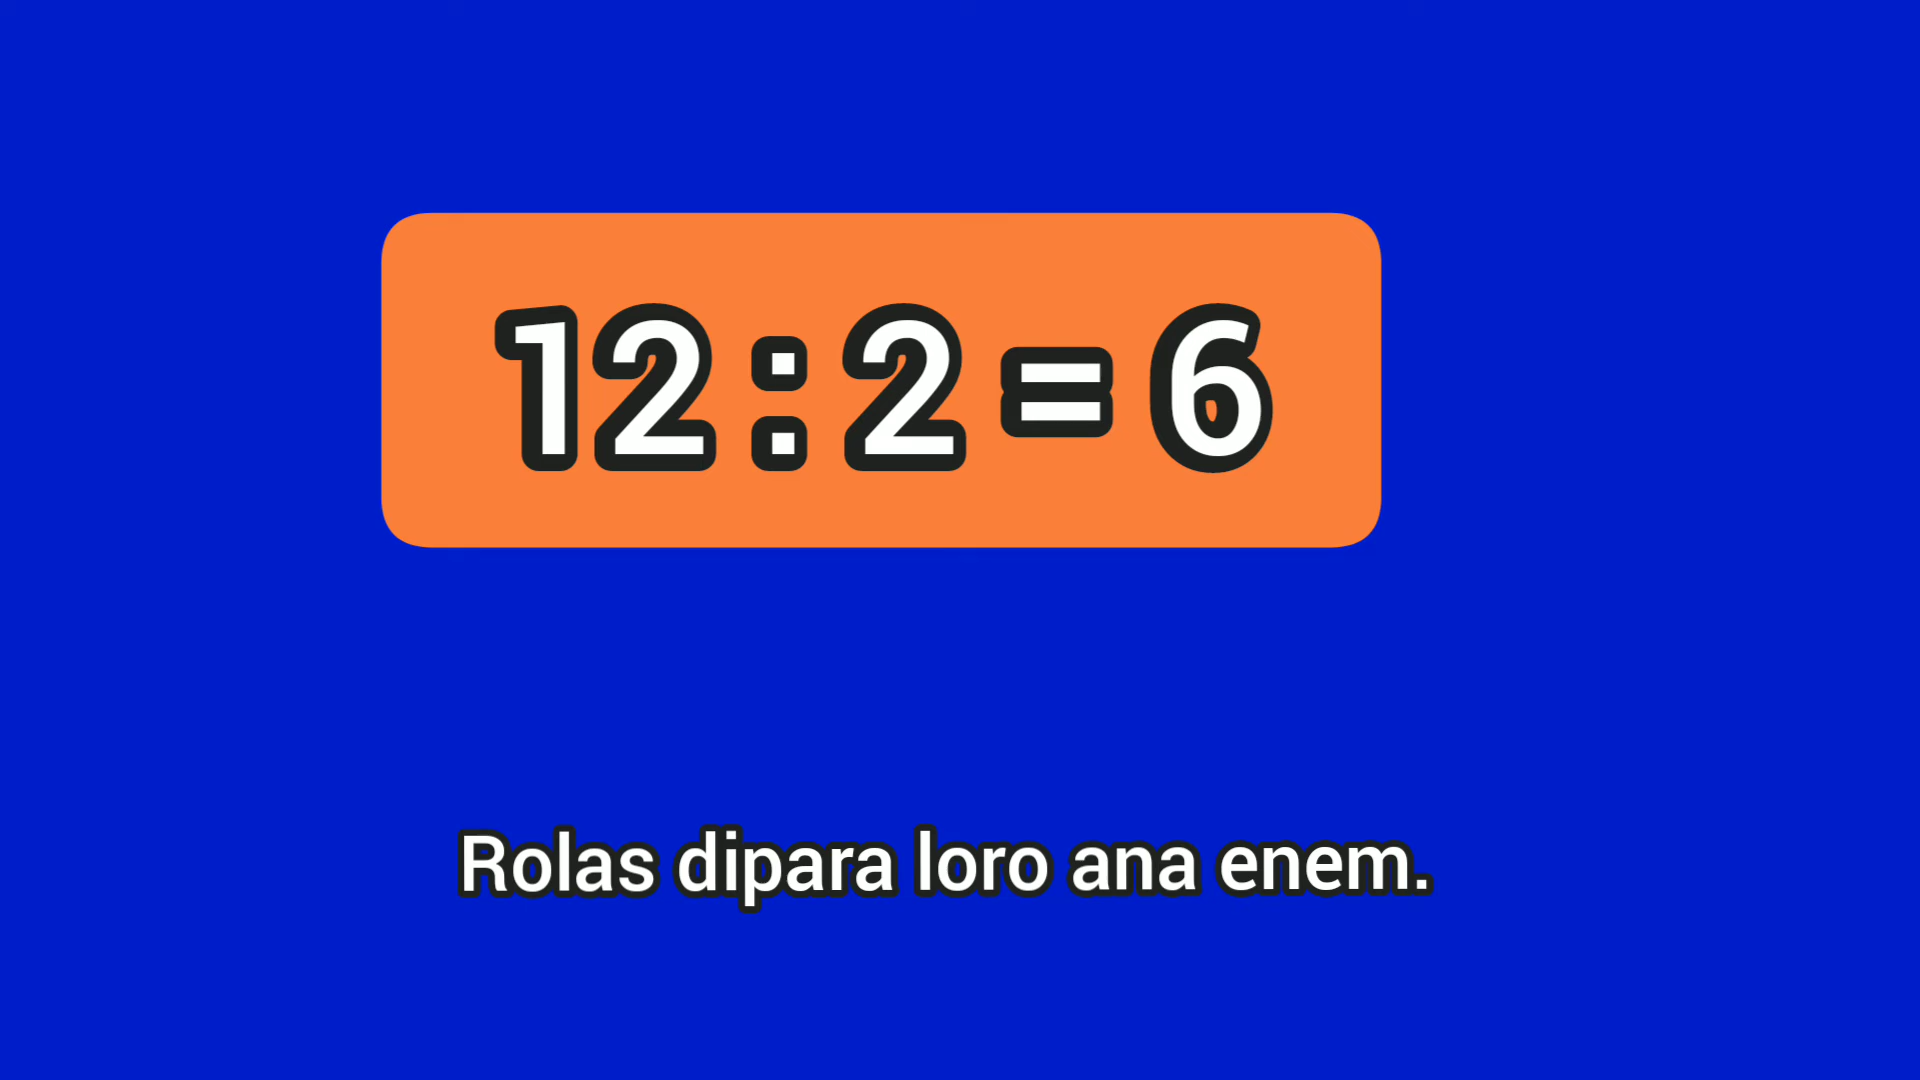 12 : 2 = 6
Rolas dipara loro ana enem.